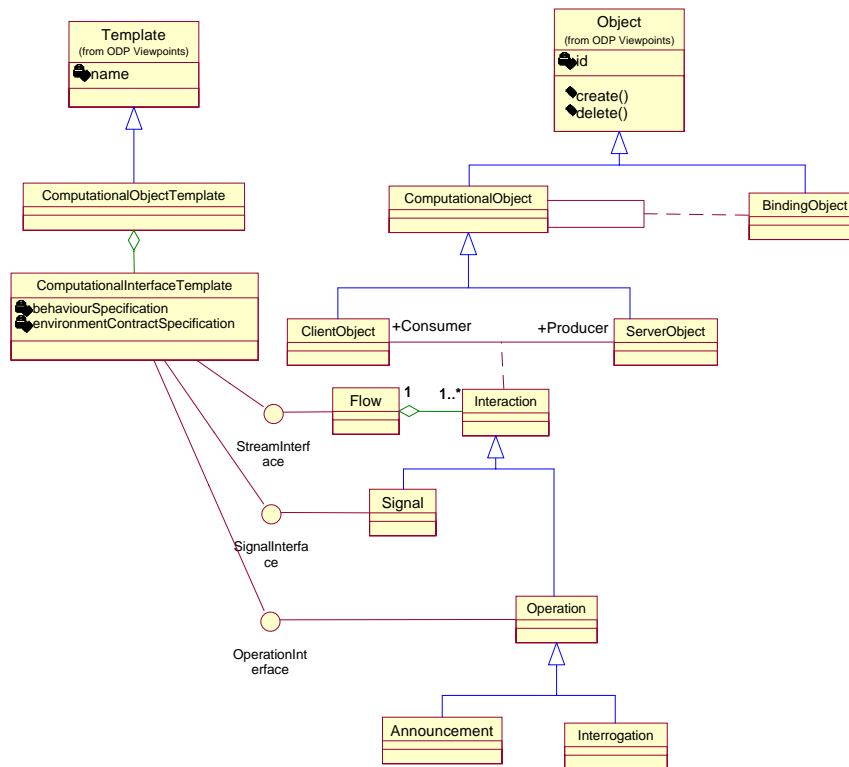 Template
(from ODP Viewpoints)
name
Object
(from ODP Viewpoints)
id
create()
delete()
ComputationalObjectTemplate
ComputationalObject
BindingObject
ComputationalInterfaceTemplate
behaviourSpecification
environmentContractSpecification
ClientObject
+Consumer
+Producer
ServerObject
Flow
1
1..*
Interaction
StreamInterf
ace
Signal
SignalInterfa
ce
Operation
OperationInt
erface
Announcement
Interrogation